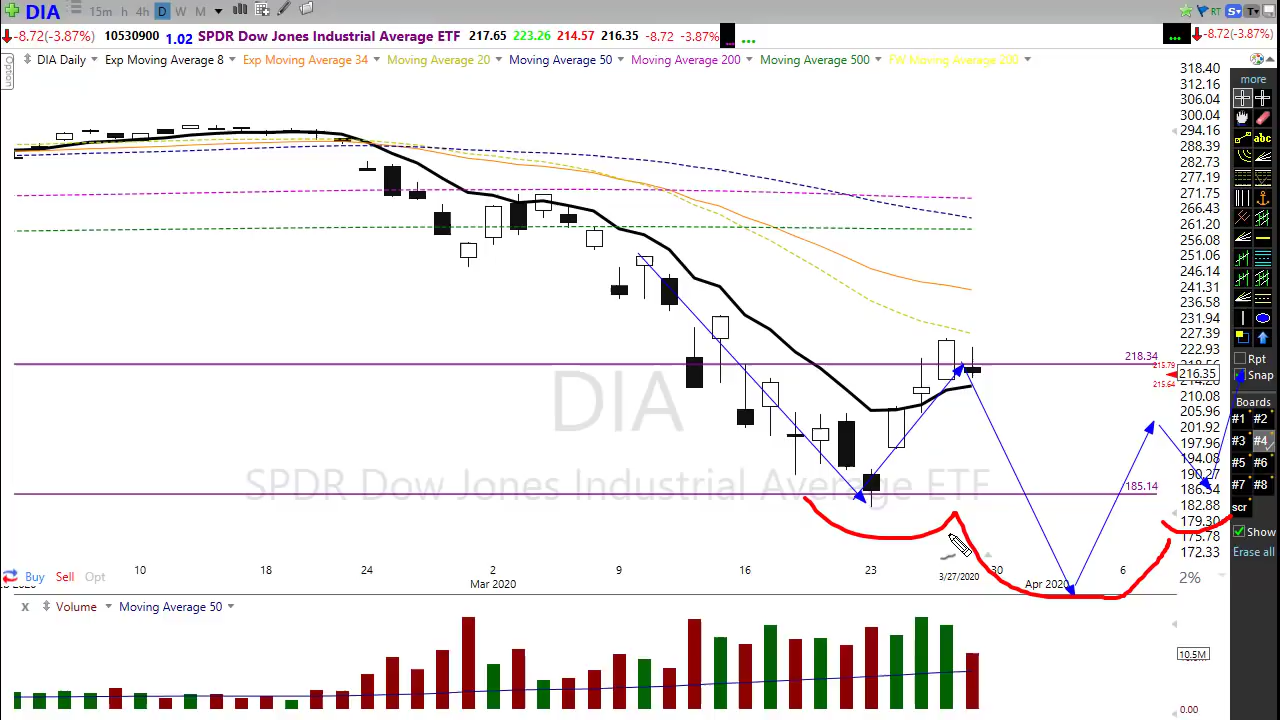 DIA 15m h 4h D W M RT S T
-8.72(-3.87%) 10530900 1.02 SPDR Dow Jones Industrial Average ETF 217.65 223.26 214.57 216.35 -8.72 -3.87% ... ... -8.72(-3.87%)
Option
DIA Daily Exp Moving Average 8 Exp Moving Average 34 Moving Average 20 Moving Average 50 Moving Average 200 Moving Average 500 FW Moving Average 200
318.40
312.16
306.04
300.04
294.16
288.39
282.73
277.19
271.75
266.43
261.20
256.08
251.06
246.14
241.31
236.58
231.94
227.39
222.93
218.34
215.79
216.35
215.64
210.08
205.96
201.92
197.96
194.08
190.27
185.14
186.54
182.88
179.30
175.78
172.33
DIA
SPDR Dow Jones Industrial Average ETF
more
abc
Rpt
Snap
Boards
#1 #2
#3 #4
#5 #6
#7 #8
scr
Show
Erase all
10 18 24 2 9 16 23 30 6
Mar 2020 3/27/2020 Apr 2020
Buy Sell Opt
2%
x Volume Moving Average 50
10.5M
0.00